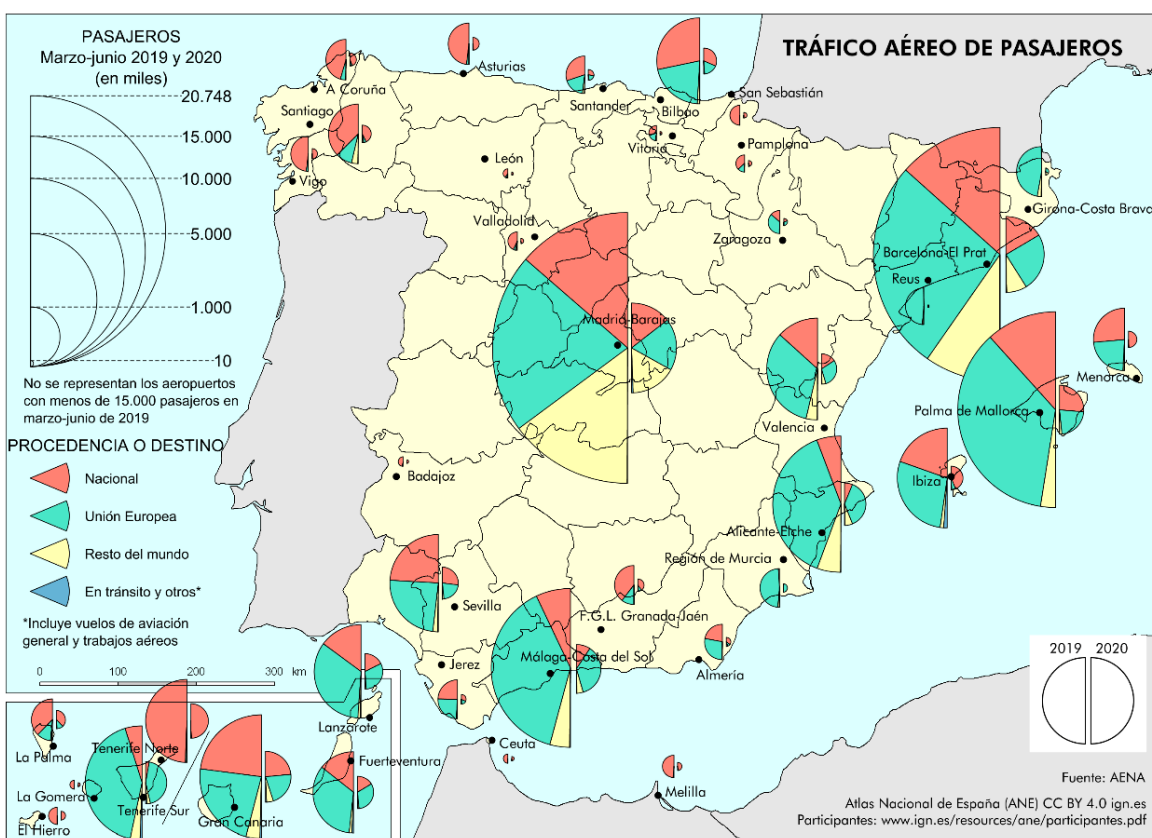 TRÁFICO AÉREO DE PASAJEROS
PASAJEROS
Marzo-junio 2019 y 2020
(en miles)
20.748
15.000
10.000
5.000
1.000
10
No se representan los aeropuertos
con menos de 15.000 pasajeros en
marzo-junio de 2019
PROCEDENCIA O DESTINO
Nacional
Unión Europea
Resto del mundo
En tránsito y otros*
*Incluye vuelos de aviación
general y trabajos aéreos
0 100 200 300 km
A Coruña
Asturias
Santander
Bilbao
San Sebastián
Santiago
Vitoria
Pamplona
León
Vigo
Girona-Costa Brava
Valladolid
Zaragoza
Barcelona-El Prat
Reus
Madrid-Barajas
Menorca
Palma de Mallorca
Valencia
Badajoz
Ibiza
Alicante-Elche
Región de Murcia
Sevilla
F.G.L. Granada-Jaén
Jerez
Málaga-Costa del Sol
Almería
Lanzarote
Ceuta
Tenerife Norte
La Palma
Fuerteventura
La Gomera
Tenerife Sur
Gran Canaria
El Hierro
Melilla
2019 2020
Fuente: AENA
Atlas Nacional de España (ANE) CC BY 4.0 ign.es
Participantes: www.ign.es/resources/ane/participantes.pdf